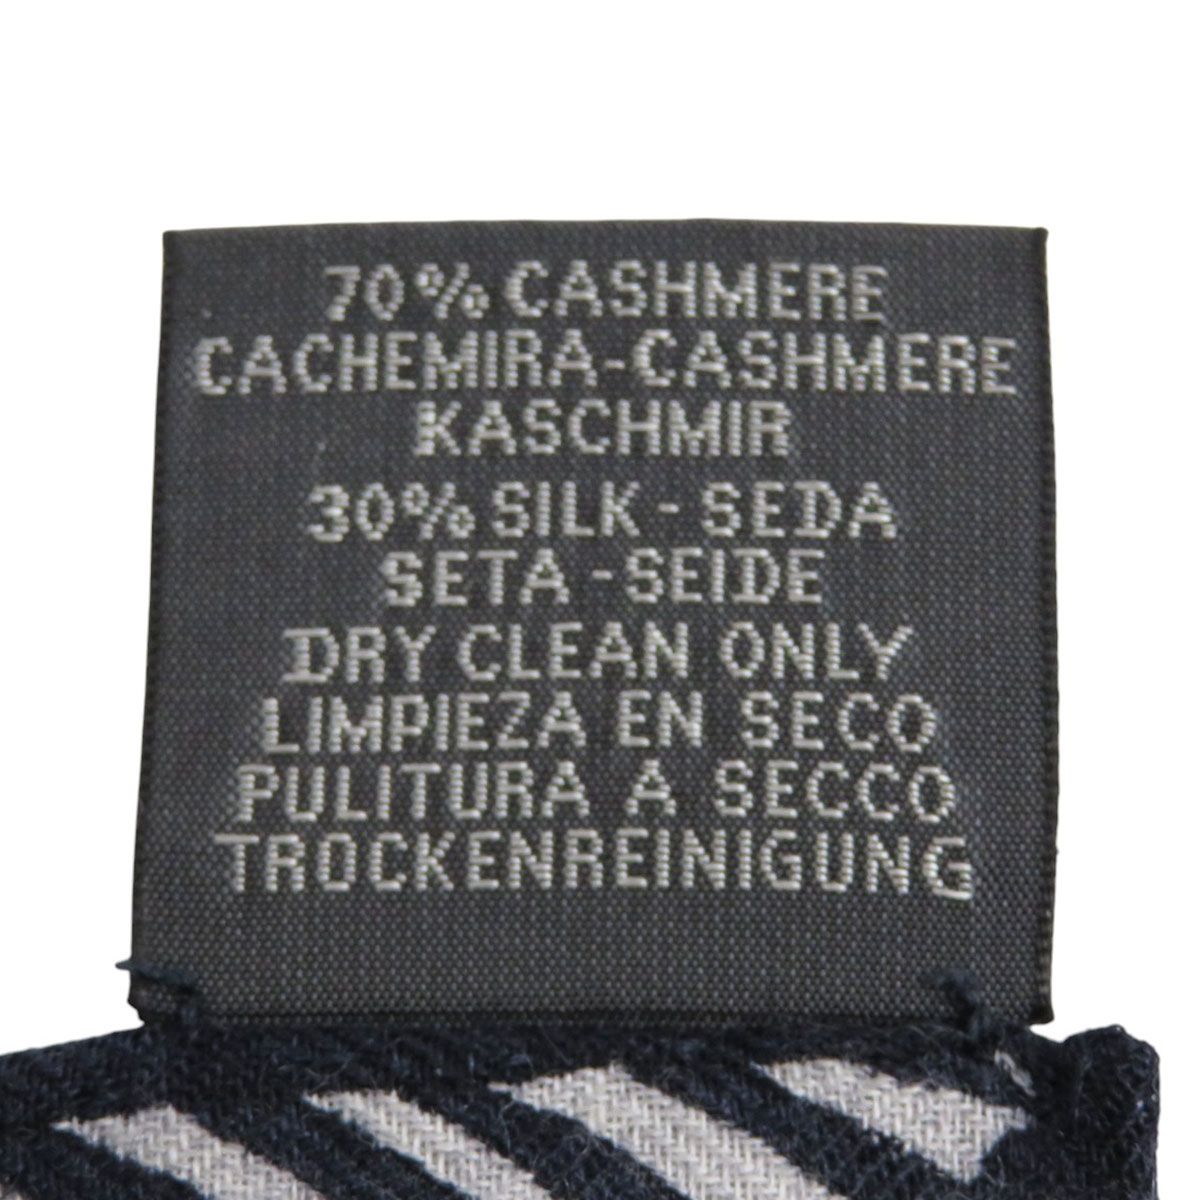 70% CASHMERE
CACHEMIRA-CASHMERE
KASCHMIR
30% SILK - SEDA
SETA - SEIDE
DRY CLEAN ONLY
LIMPIEZA EN SECO
PULITURA A SECCO
TROCKENREINIGUNG